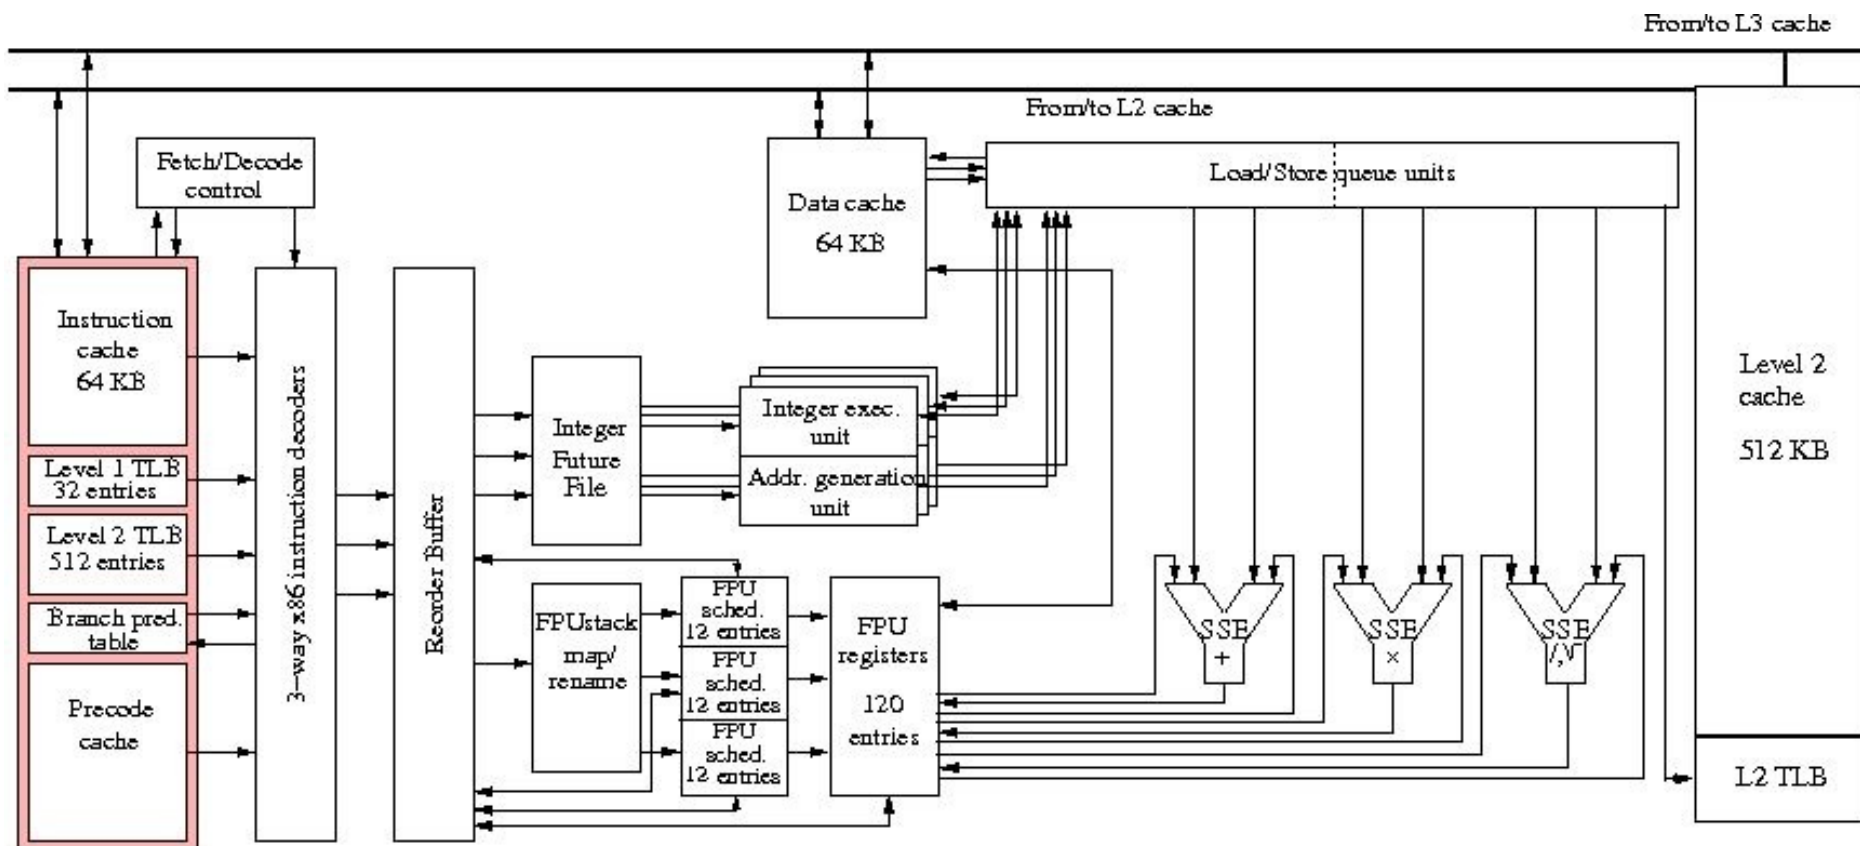 From/to L3 cache
From/to L2 cache
Fetch/Decode
control
Data cache
64 KB
Load/Store queue units
Instruction
cache
64 KB
Level 1 TLB
32 entries
Level 2 TLB
512 entries
Branch pred.
table
Precode
cache
3-way x86 instruction decoders
Reorder Buffer
Integer
Future
File
Integer exec.
unit
Addr. generation
unit
FPUstack
map/
rename
FPU
sched.
12 entries
FPU
sched.
12 entries
FPU
sched.
12 entries
FPU
registers
120
entries
SSE
+
SSE
×
SSE
/,√
Level 2
cache
512 KB
L2 TLB